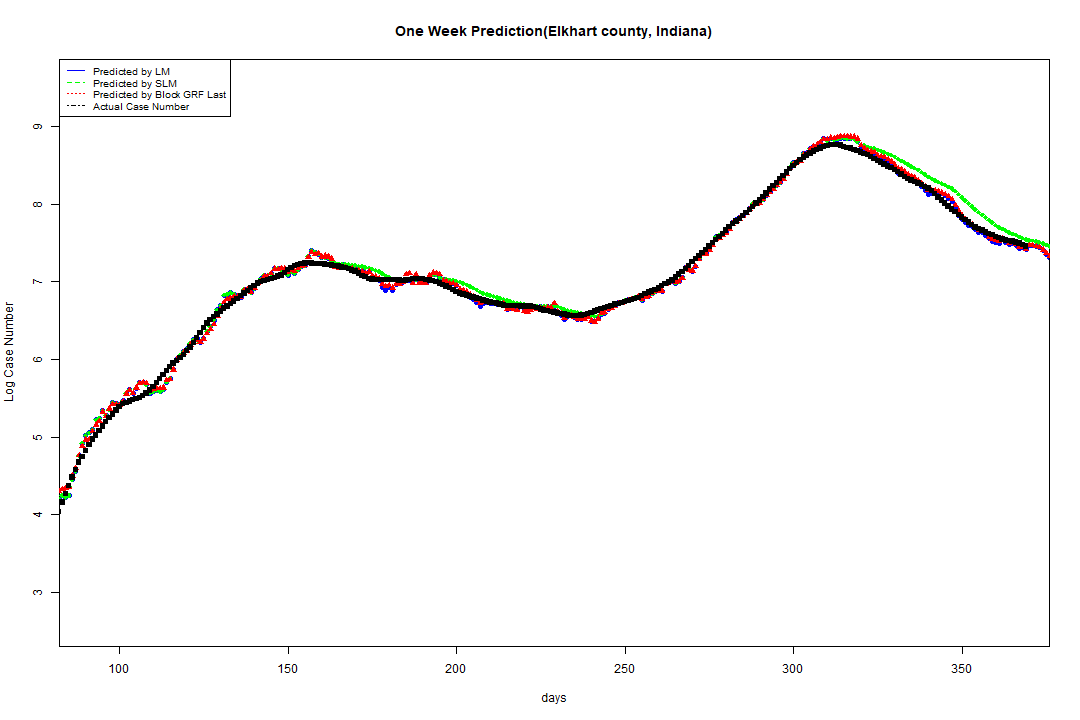 One Week Prediction(Elkhart county, Indiana)
Predicted by LM
Predicted by SLM
Predicted by Block GRF Last
Actual Case Number
9
8
7
6
5
4
3
Log Case Number
100 150 200 250 300 350
days